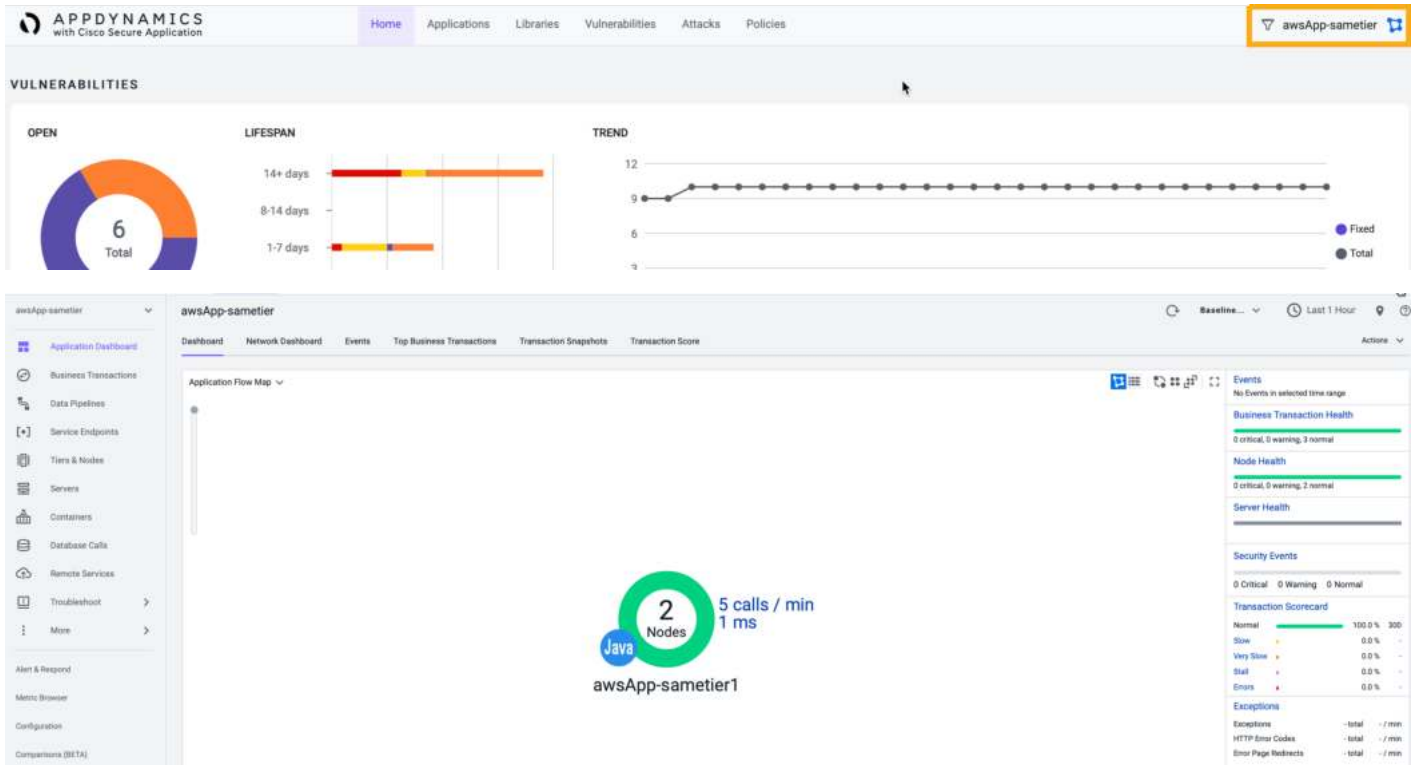 APPDYNAMICS
with Cisco Secure Application
Home Applications Libraries Vulnerabilities Attacks Policies
awsApp-sametier
VULNERABILITIES
OPEN
LIFESPAN
TREND
6
Total
14+ days
8-14 days
1-7 days
12
9
6
3
Fixed
Total
awsApp-sametier
Application Dashboard
Business Transactions
Data Pipelines
Service Endpoints
Tiers & Nodes
Servers
Containers
Database Calls
Remote Services
Troubleshoot
More
Alert & Respond
Metric Browser
Configuration
Comparisons (BETA)
awsApp-sametier
Baseline... Last 1 Hour
Dashboard Network Dashboard Events Top Business Transactions Transaction Snapshots Transaction Score
Actions
Application Flow Map
2
Nodes
Java
5 calls / min
1 ms
awsApp-sametier1
Events
No Events in selected time range
Business Transaction Health
0 critical, 0 warning, 3 normal
Node Health
0 critical, 0 warning, 2 normal
Server Health
Security Events
0 Critical 0 Warning 0 Normal
Transaction Scorecard
Normal 100.0 % 300
Slow 0.0 % -
Very Slow 0.0 % -
Stall 0.0 % -
Errors 0.0 % -
Exceptions
Exceptions - total - / min
HTTP Error Codes - total - / min
Error Page Redirects - total - / min